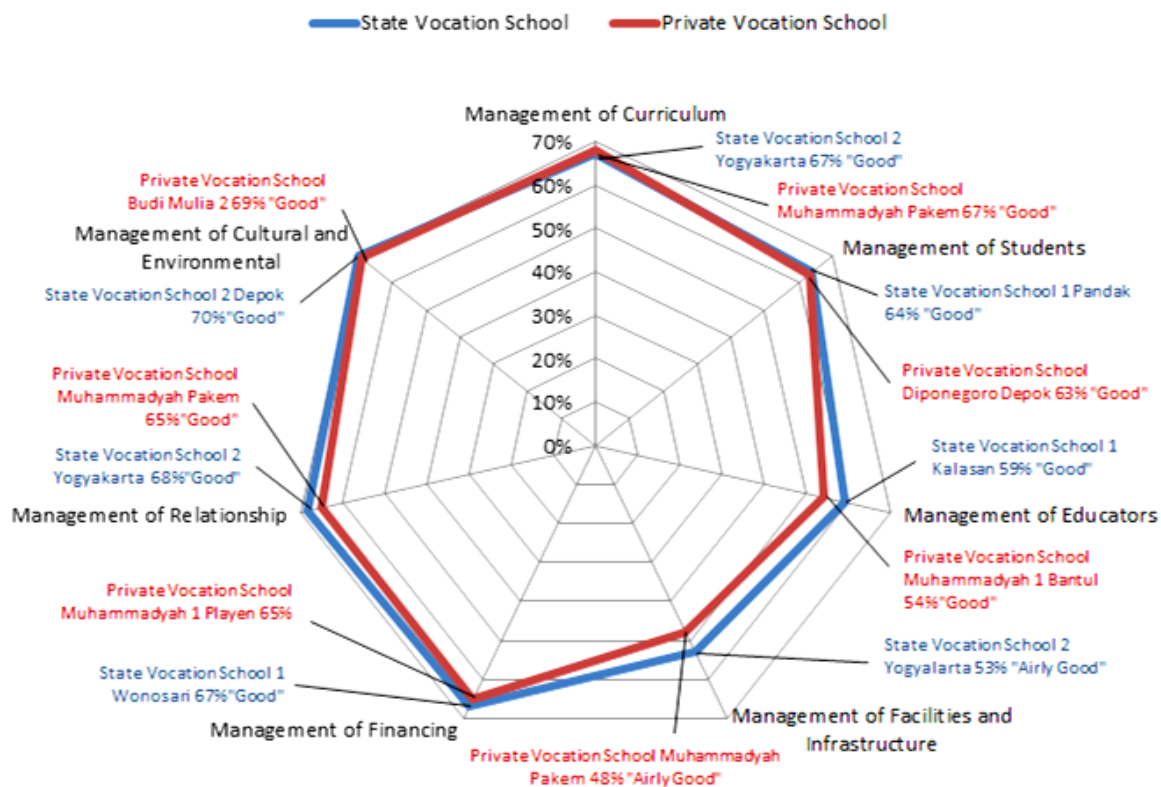 State Vocation School
Private Vocation School
Management of Curriculum
70%
60%
50%
40%
30%
20%
10%
0%
State Vocation School 2
Yogyakarta 67% "Good"
Private Vocation School
Muhammadyah Pakem 67% "Good"
Management of Students
State Vocation School 1 Pandak
64% "Good"
Private Vocation School
Diponegoro Depok 63% "Good"
State Vocation School 1
Kalasan 59% "Good"
Management of Educators
Private Vocation School
Muhammadyah 1 Bantul
54%"Good"
State Vocation School 2
Yogyalarta 53% "Airly Good"
Management of Facilities and
Infrastructure
Private Vocation School Muhammadyah
Pakem 48% "Airly Good"
Management of Financing
State Vocation School 1
Wonosari 67%"Good"
Private Vocation School
Muhammadyah 1 Playen 65%
Management of Relationship
State Vocation School 2
Yogyakarta 68%"Good"
Private Vocation School
Muhammadyah Pakem
65%"Good"
State Vocation School 2 Depok
70%"Good"
Management of Cultural and
Environmental
Private Vocation School
Budi Mulia 2 69% "Good"